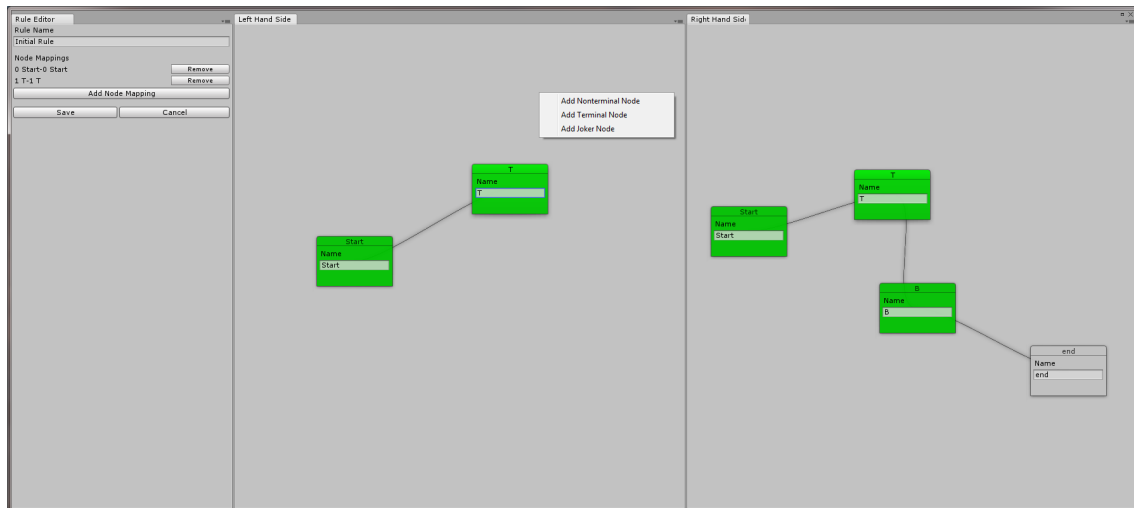 Rule Editor
Rule Name
Initial Rule
Node Mappings
0 Start-0 Start
Remove
1 T-1 T
Remove
Add Node Mapping
Save
Cancel
Left Hand Side
Add Nonterminal Node
Add Terminal Node
Add Joker Node
T
Name
T
Start
Name
Start
Right Hand Side
T
Name
T
Start
Name
Start
B
Name
B
end
Name
end